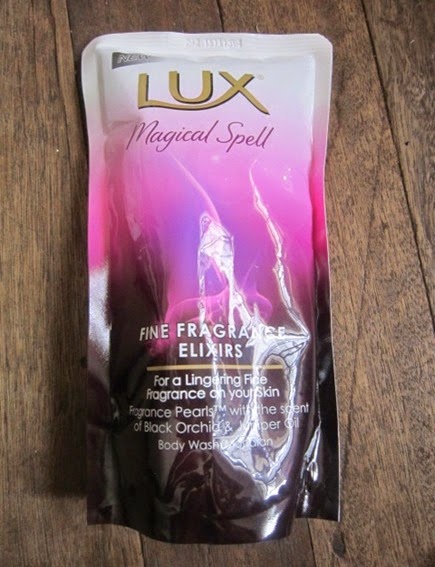 NEW
LUX
Magical Spell
FINE FRAGRANCE
ELIXIRS
For a Lingering Fine
Fragrance on your Skin
Fragrance Pearls™ with the scent
of Black Orchid & Juniper Oil
Body Wash